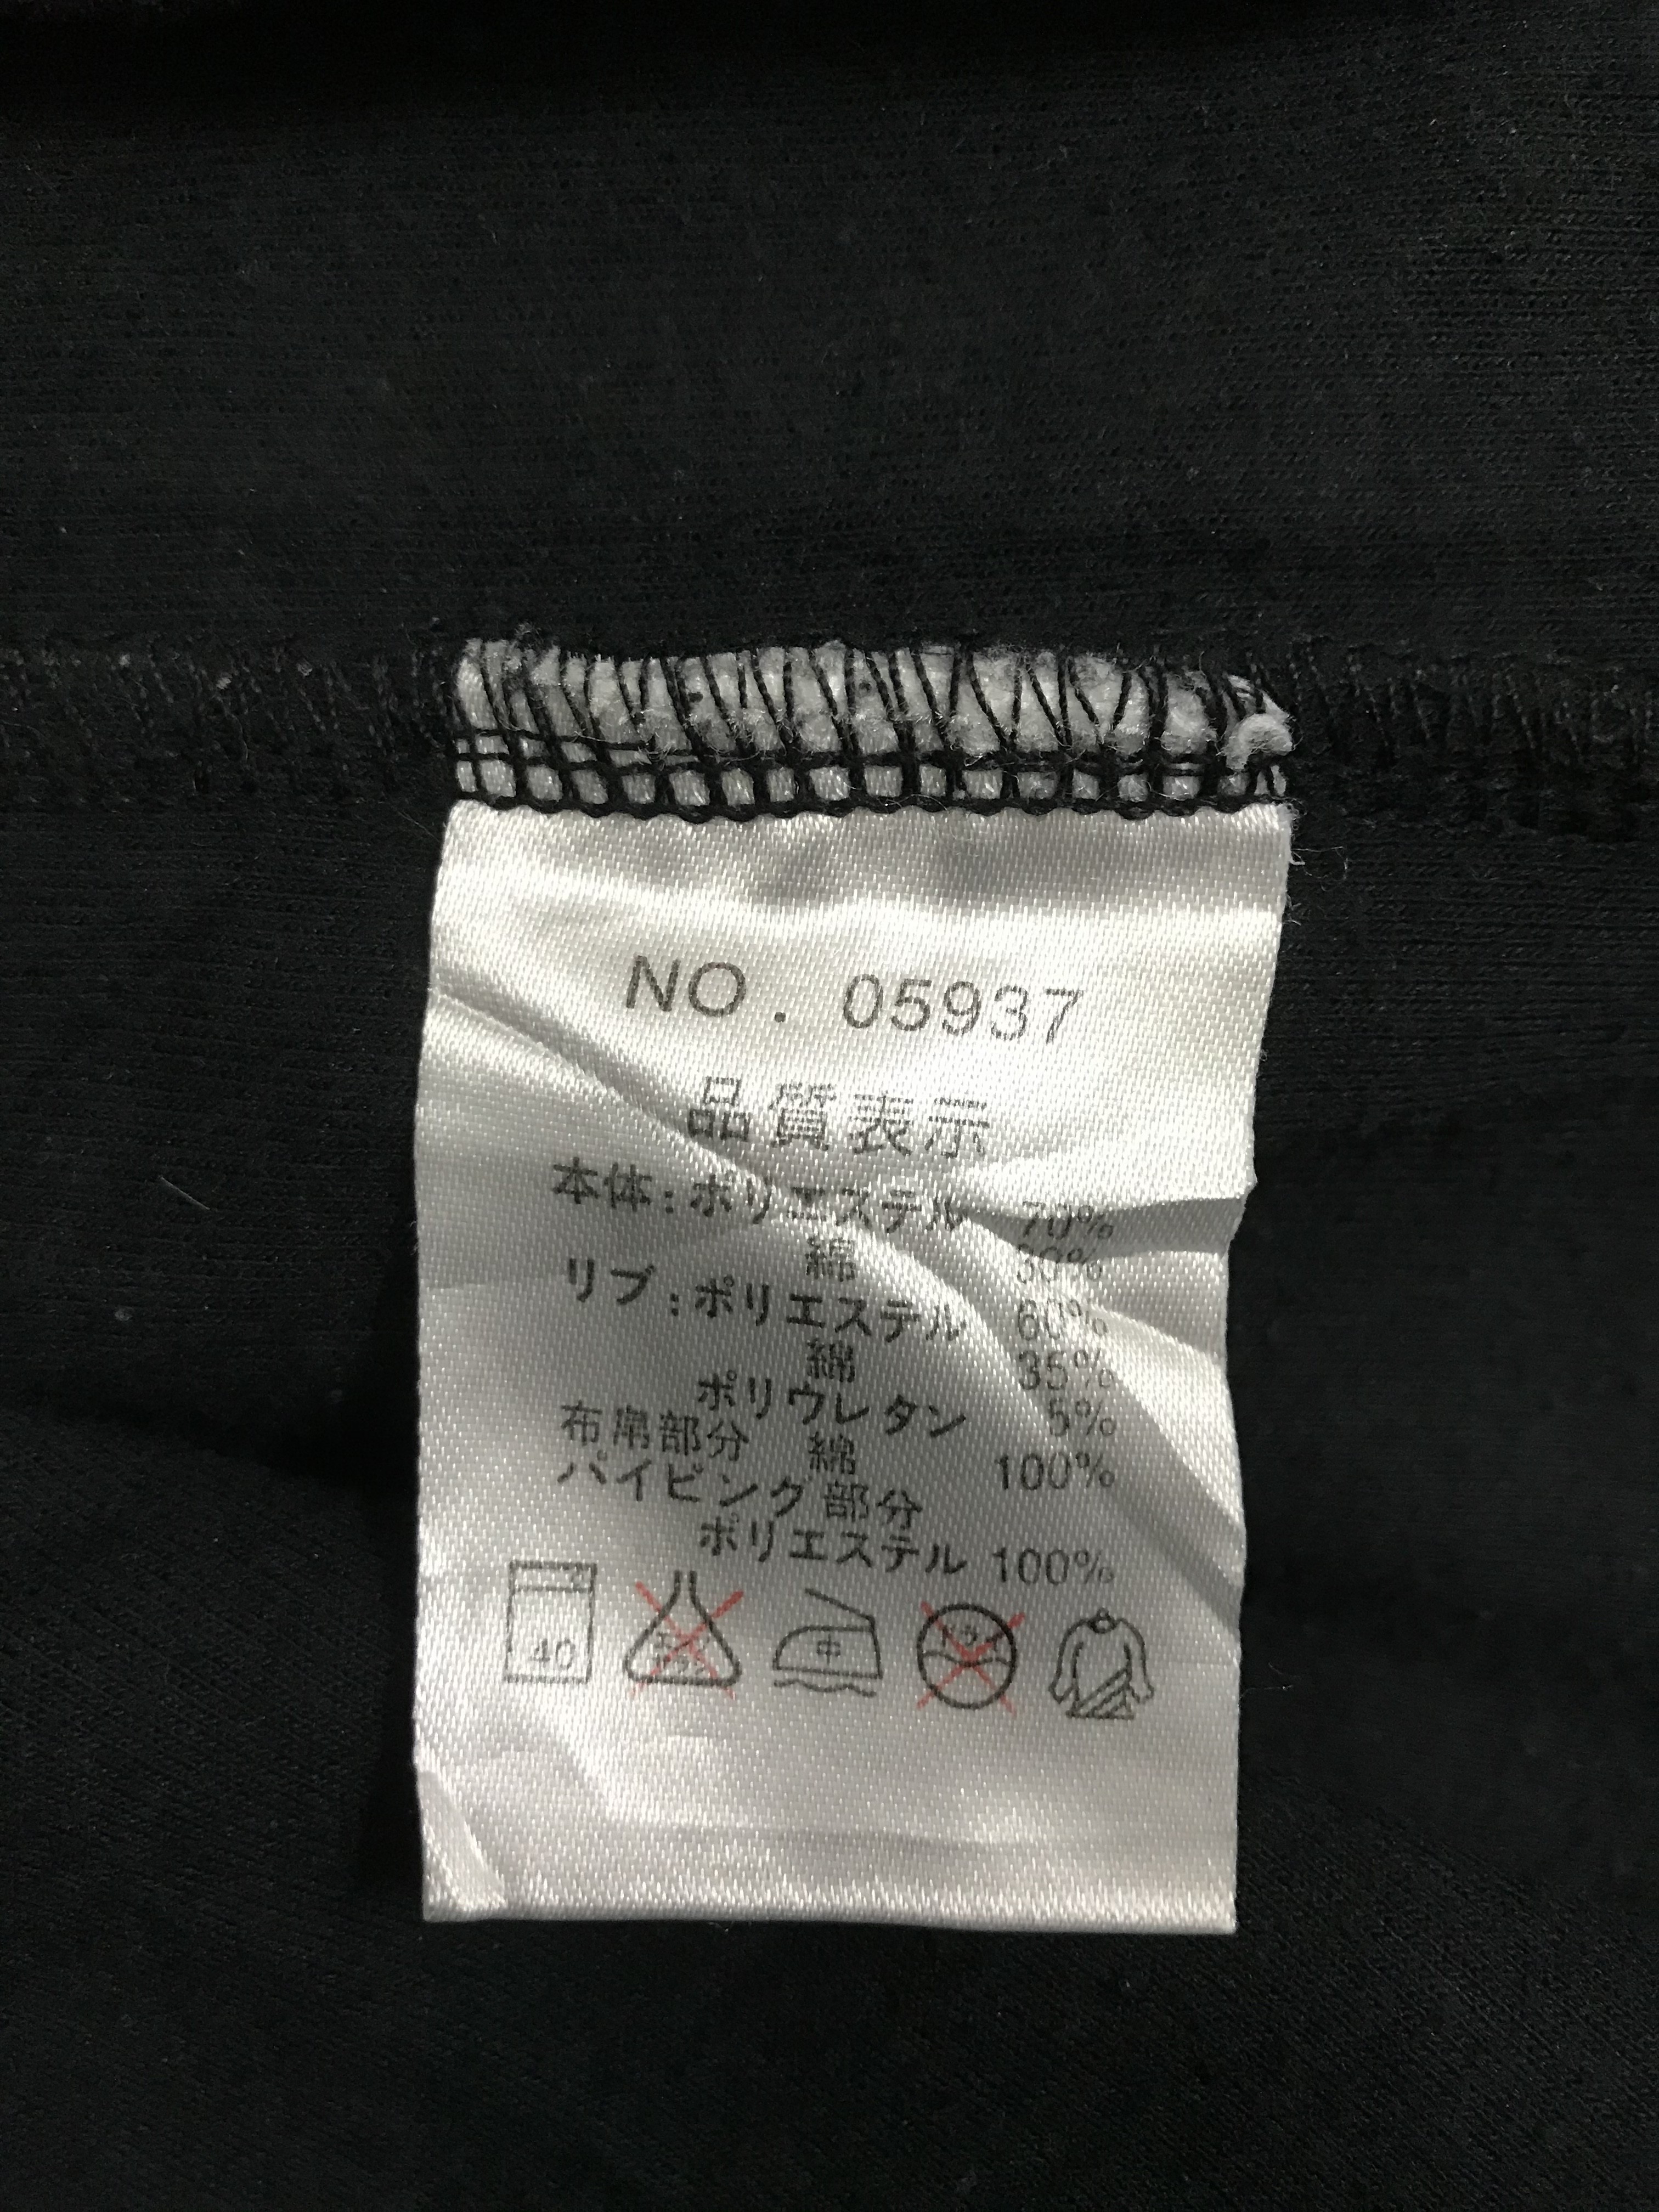 NO. 05937
品質表示
本体:ポリエステル 70%
綿 30%
リブ:ポリエステル 60%
綿 35%
ポリウレタン 5%
布帛部分 綿 100%
パイピング部分
ポリエステル 100%
40 中